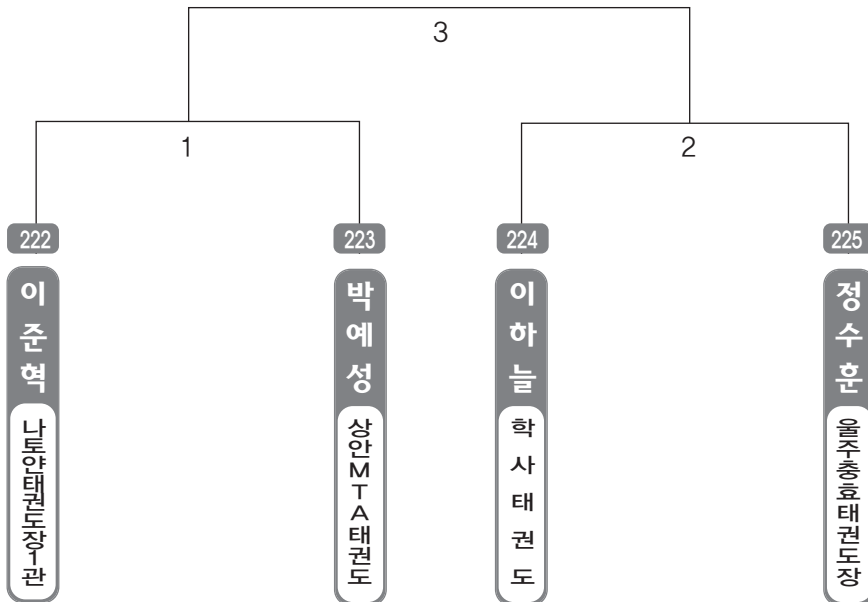 3
1
2
222
223
224
225
이준혁
박예성
이하늘
정수훈
나토얀태권도장1관
상안MTA태권도
학사태권도
울주충효태권도장